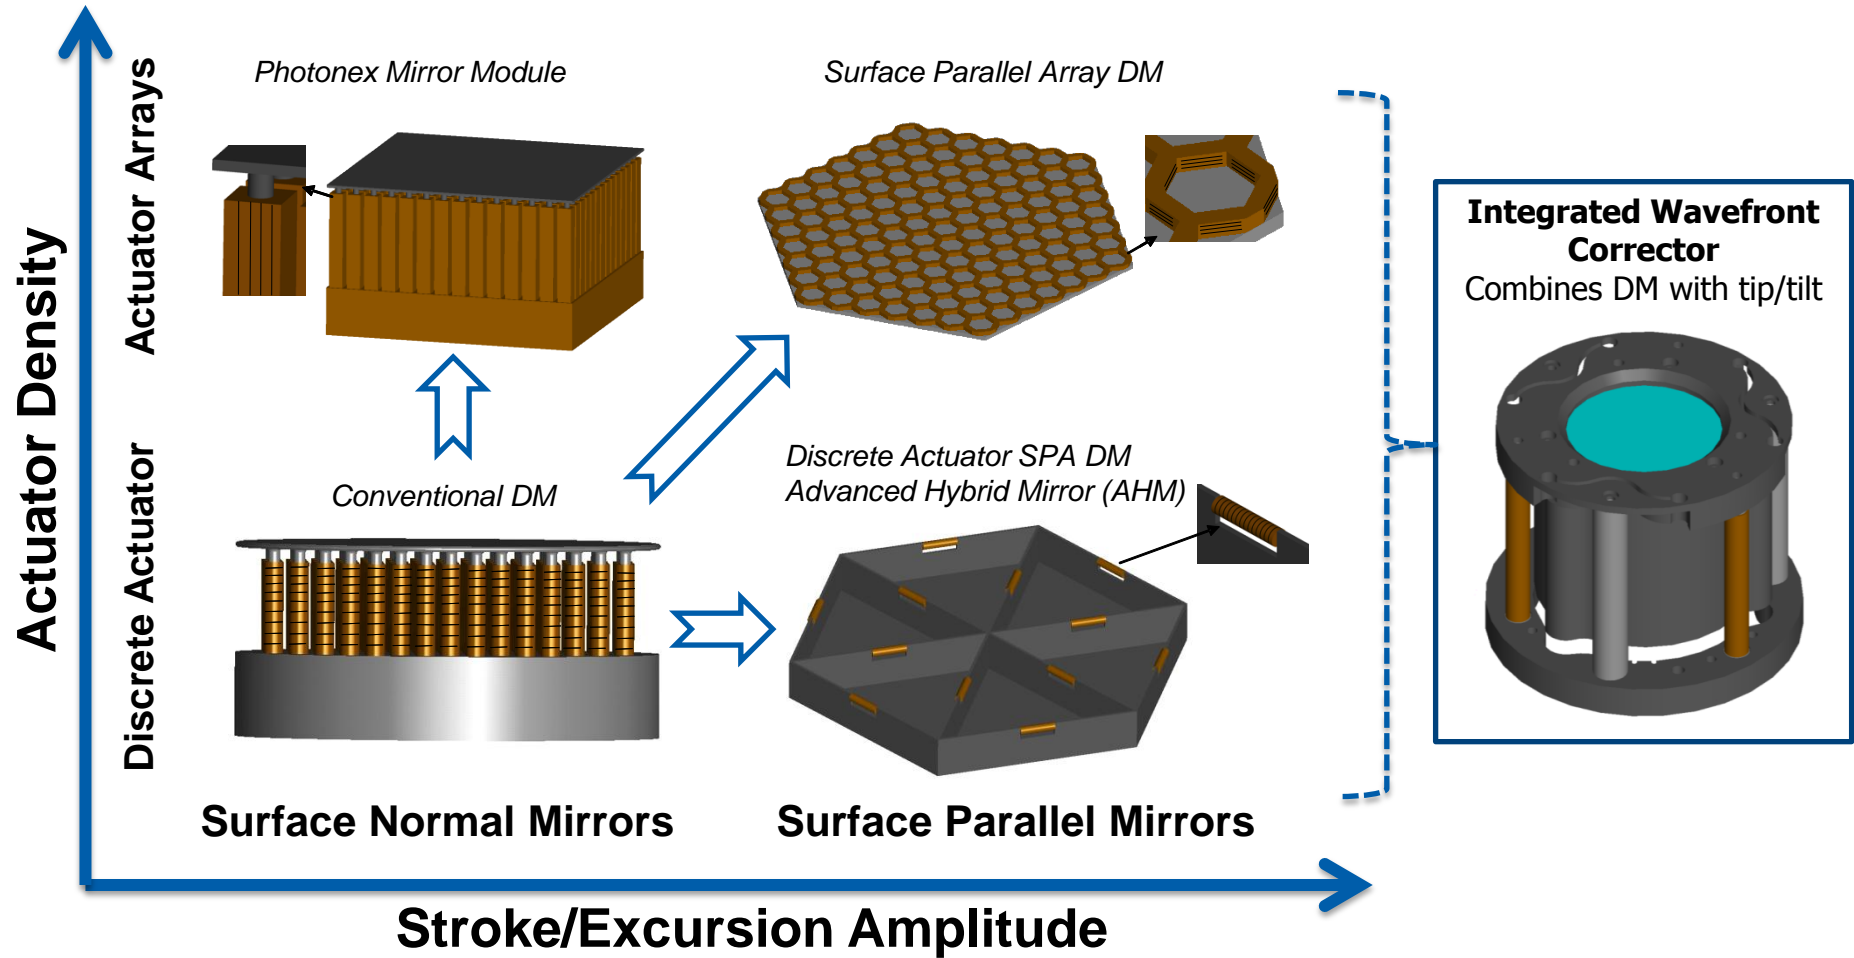 Photonex Mirror Module
Surface Parallel Array DM
Actuator Arrays
Actuator Density
Discrete Actuator
Conventional DM
Discrete Actuator SPA DM
Advanced Hybrid Mirror (AHM)
Integrated Wavefront
Corrector
Combines DM with tip/tilt
Surface Normal Mirrors
Surface Parallel Mirrors
Stroke/Excursion Amplitude